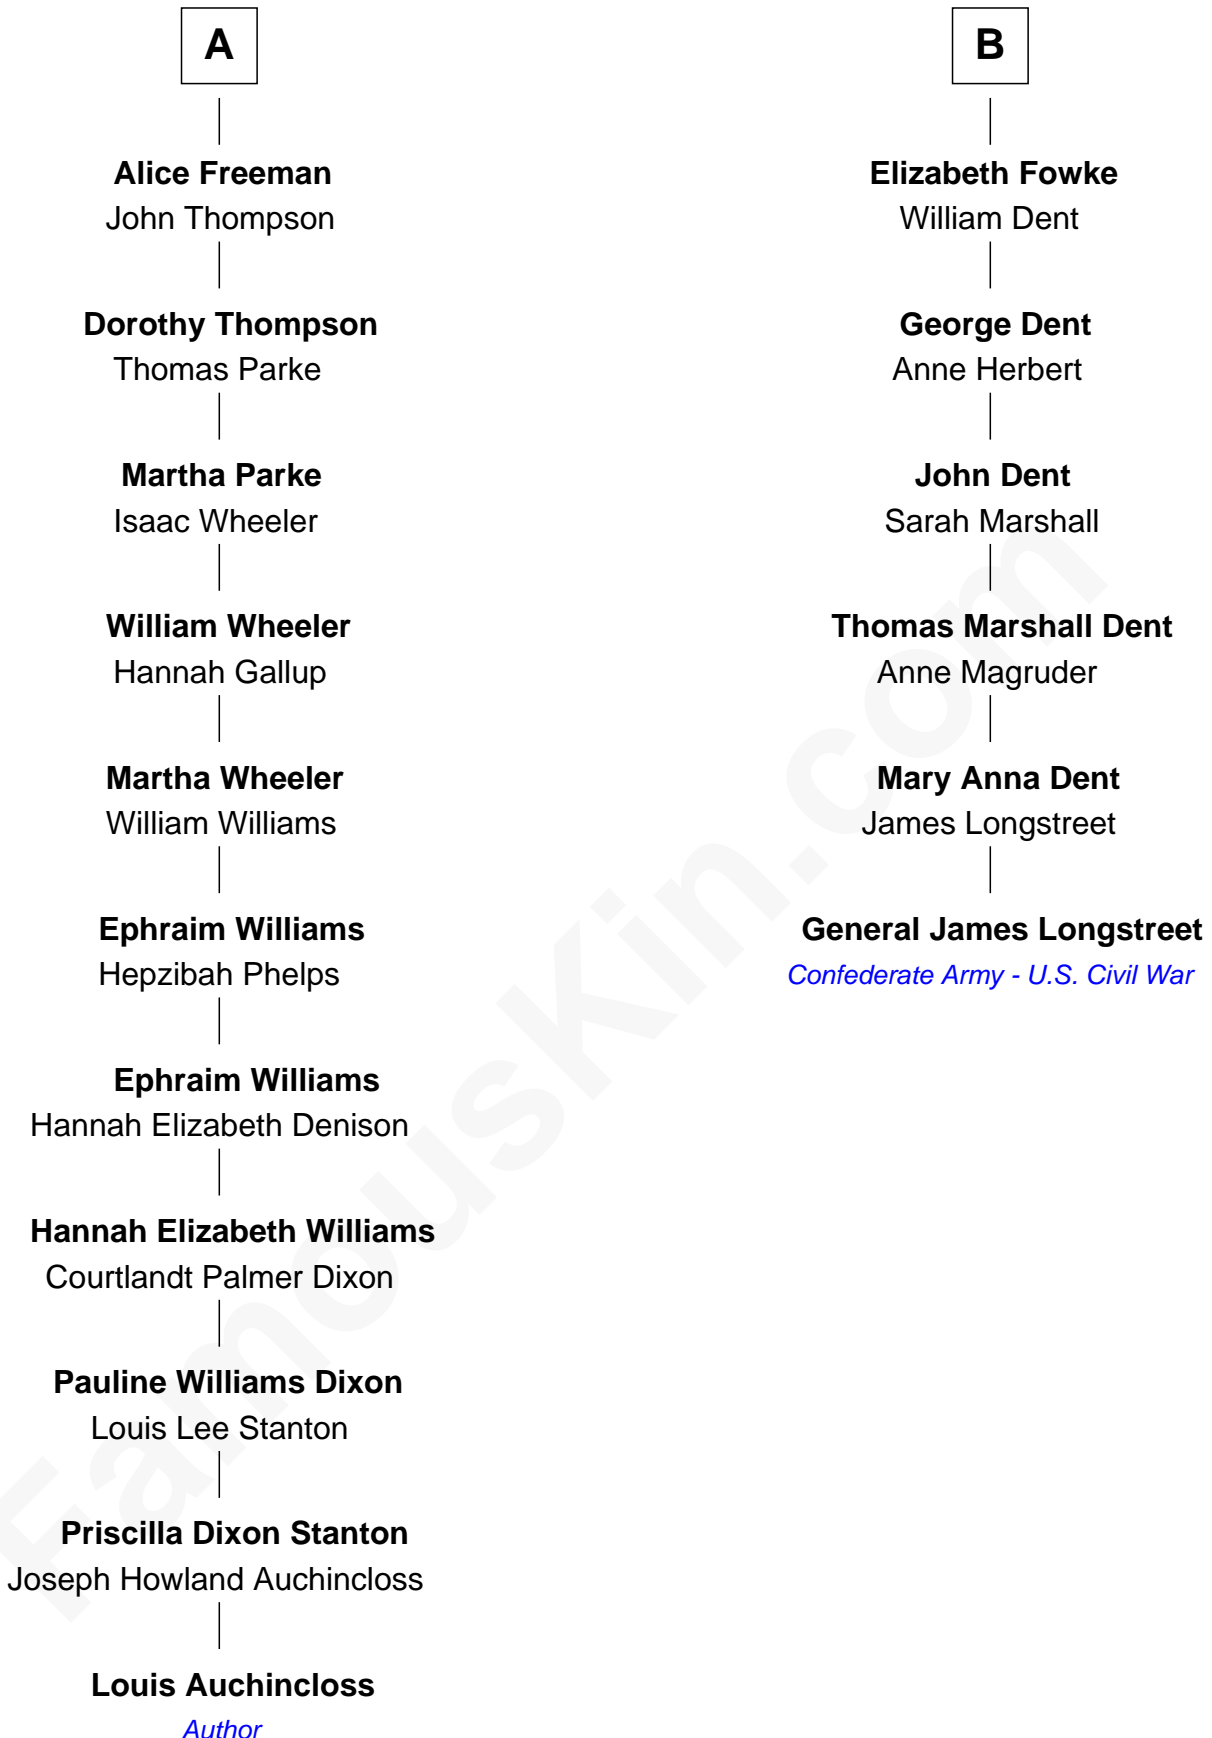 A
Alice Freeman
John Thompson
Dorothy Thompson
Thomas Parke
Martha Parke
Isaac Wheeler
William Wheeler
Hannah Gallup
Martha Wheeler
William Williams
Ephraim Williams
Hepzibah Phelps
Ephraim Williams
Hannah Elizabeth Denison
Hannah Elizabeth Williams
Courtlandt Palmer Dixon
Pauline Williams Dixon
Louis Lee Stanton
Priscilla Dixon Stanton
Joseph Howland Auchincloss
Louis Auchincloss
Author
B
Elizabeth Fowke
William Dent
George Dent
Anne Herbert
John Dent
Sarah Marshall
Thomas Marshall Dent
Anne Magruder
Mary Anna Dent
James Longstreet
General James Longstreet
Confederate Army - U.S. Civil War
FamousKin.com